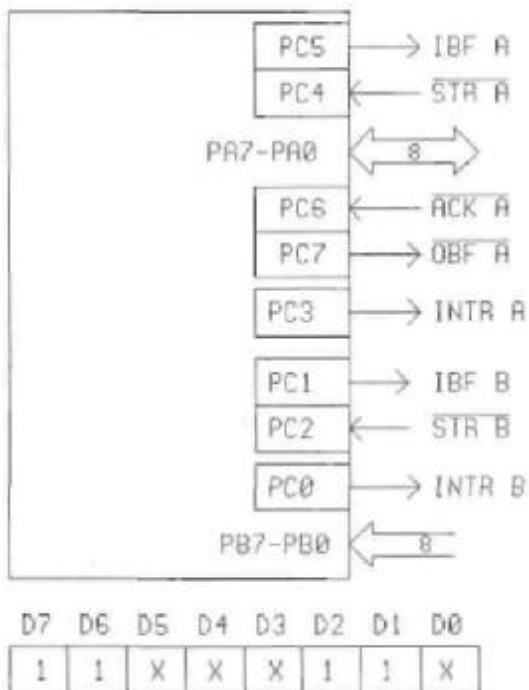 PC5 IBF A
PC4 STR A
PA7-PA0 8
PC6 ACK A
PC7 OBF A
PC3 INTR A
PC1 IBF B
PC2 STR B
PC0 INTR B
PB7-PB0 8
D7 D6 D5 D4 D3 D2 D1 D0
1 1 X X X 1 1 X